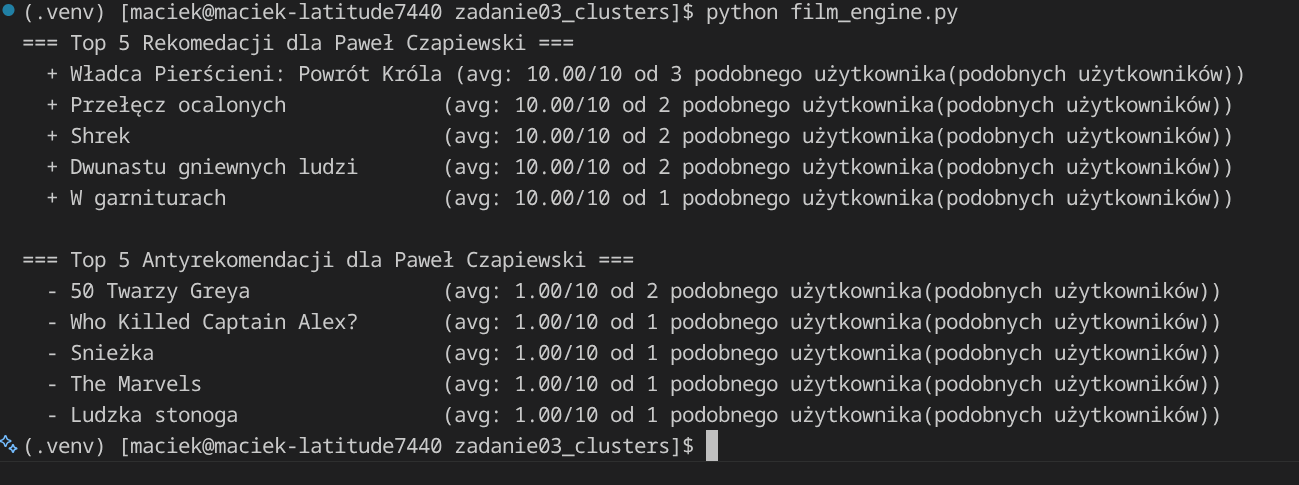 (.venv) [maciek@maciek-latitude7440 zadanie03_clusters]$ python film_engine.py
=== Top 5 Rekomedacji dla Paweł Czapiewski ===
+ Władca Pierścieni: Powrót Króla (avg: 10.00/10 od 3 podobnego użytkownika(podobnych użytkowników))
+ Przełęcz ocalonych (avg: 10.00/10 od 2 podobnego użytkownika(podobnych użytkowników))
+ Shrek (avg: 10.00/10 od 2 podobnego użytkownika(podobnych użytkowników))
+ Dwunastu gniewnych ludzi (avg: 10.00/10 od 2 podobnego użytkownika(podobnych użytkowników))
+ W garniturach (avg: 10.00/10 od 1 podobnego użytkownika(podobnych użytkowników))
=== Top 5 Antyrekomendacji dla Paweł Czapiewski ===
- 50 Twarzy Greya (avg: 1.00/10 od 2 podobnego użytkownika(podobnych użytkowników))
- Who Killed Captain Alex? (avg: 1.00/10 od 1 podobnego użytkownika(podobnych użytkowników))
- Snieżka (avg: 1.00/10 od 1 podobnego użytkownika(podobnych użytkowników))
- The Marvels (avg: 1.00/10 od 1 podobnego użytkownika(podobnych użytkowników))
- Ludzka stonoga (avg: 1.00/10 od 1 podobnego użytkownika(podobnych użytkowników))
(.venv) [maciek@maciek-latitude7440 zadanie03_clusters]$